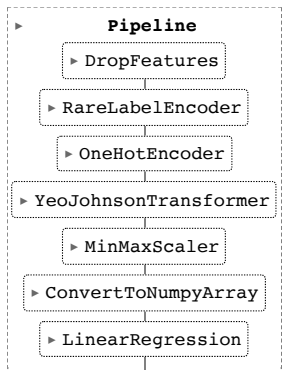 Pipeline
DropFeatures
RareLabelEncoder
OneHotEncoder
YeoJohnsonTransformer
MinMaxScaler
ConvertToNumpyArray
LinearRegression